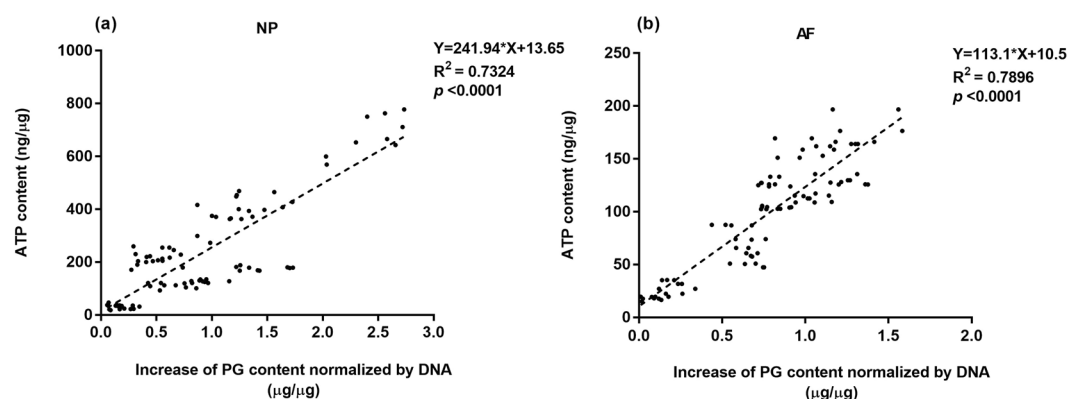 (a)
NP
Y=241.94*X+13.65
R² = 0.7324
p <0.0001
ATP content (ng/μg)
1000
800
600
400
200
0
0.0 0.5 1.0 1.5 2.0 2.5 3.0
Increase of PG content normalized by DNA
(μg/μg)
(b)
AF
Y=113.1*X+10.5
R² = 0.7896
p <0.0001
ATP content (ng/μg)
250
200
150
100
50
0
0.0 0.5 1.0 1.5 2.0
Increase of PG content normalized by DNA
(μg/μg)